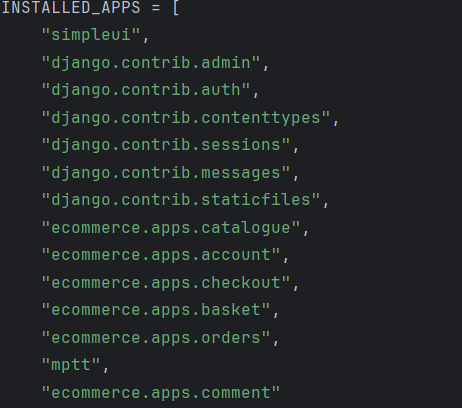 INSTALLED_APPS = [
    "simpleui",
    "django.contrib.admin",
    "django.contrib.auth",
    "django.contrib.contenttypes",
    "django.contrib.sessions",
    "django.contrib.messages",
    "django.contrib.staticfiles",
    "ecommerce.apps.catalogue",
    "ecommerce.apps.account",
    "ecommerce.apps.checkout",
    "ecommerce.apps.basket",
    "ecommerce.apps.orders",
    "mptt",
    "ecommerce.apps.comment"